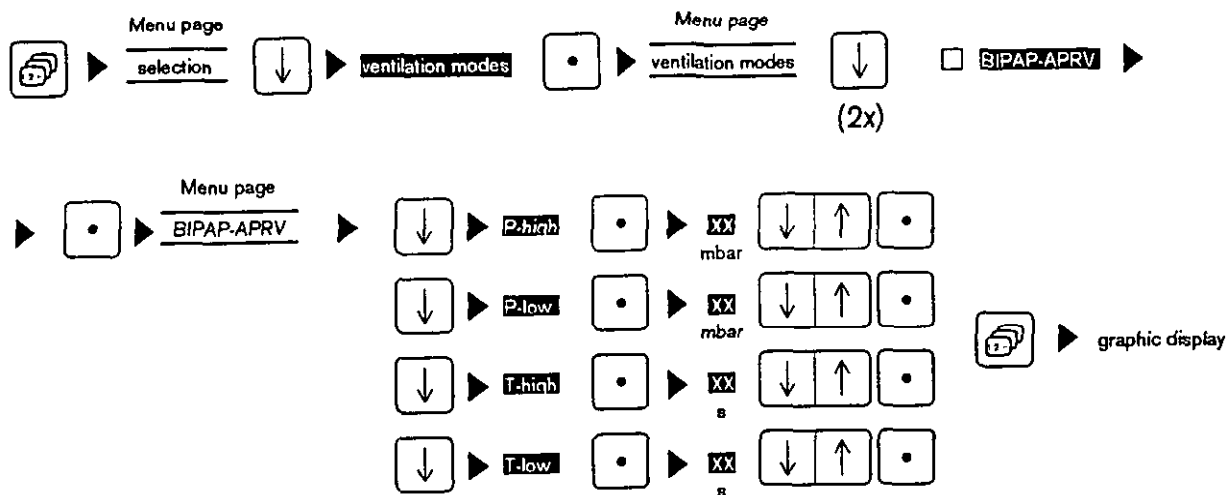 Menu page
selection
ventilation modes
Menu page
ventilation modes
(2x)
BIPAP-APRV
Menu page
BIPAP-APRV
P-high
XX
mbar
P-low
XX
mbar
T-high
XX
s
T-low
XX
s
graphic display